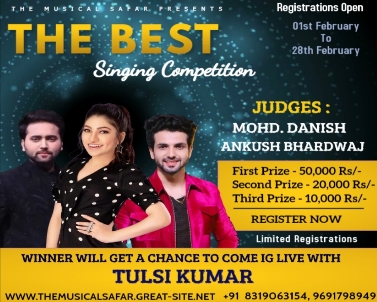 THE MUSICAL SAFAR PRESENTS
THE BEST
Singing Competition
Registrations Open
01st February
To
28th February
JUDGES :
MOHD. DANISH
ANKUSH BHARDWAJ
First Prize - 50,000 Rs/-
Second Prize - 20,000 Rs/-
Third Prize - 10,000 Rs/-
REGISTER NOW
Limited Registrations
WINNER WILL GET A CHANCE TO COME IG LIVE WITH
TULSI KUMAR
WWW.THEMUSICALSAFAR.GREAT-SITE.NET +91 8319063154, 9691798949